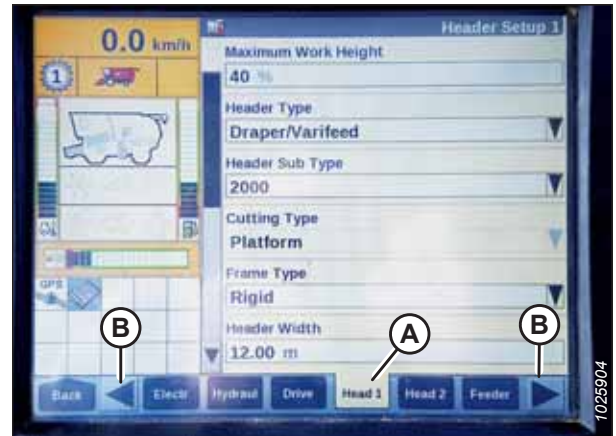 0.0 km/h
Header Setup 1
Maximum Work Height
40 %
1
Header Type
Draper/Varifeed
Header Sub Type
2000
Cutting Type
Platform
Frame Type
Rigid
GPS
Header Width
12.00 m
B
A
B
Back Electr Hydraul Drive Head 1 Head 2 Feeder
1025904